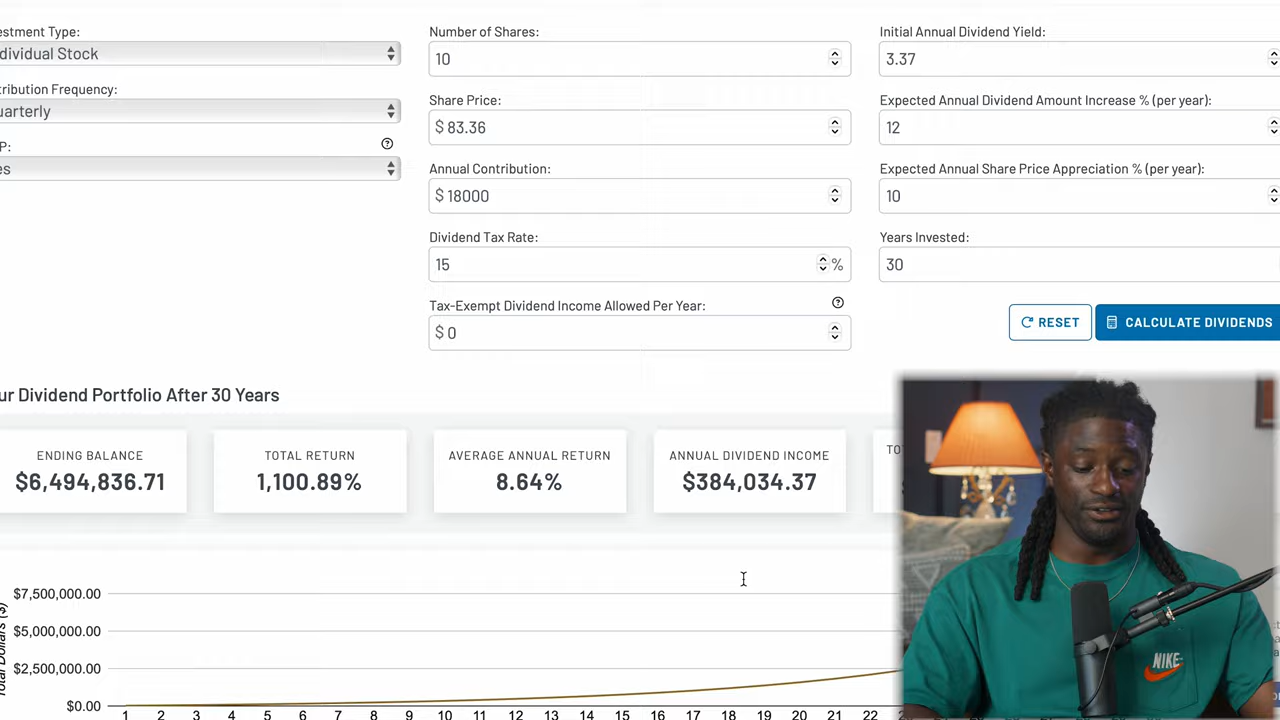 estment Type:
dividual Stock
tribution Frequency:
uarterly
P:
es
Number of Shares:
10
Share Price:
$ 83.36
Annual Contribution:
$ 18000
Dividend Tax Rate:
15
%
Tax-Exempt Dividend Income Allowed Per Year:
$ 0
Initial Annual Dividend Yield:
3.37
Expected Annual Dividend Amount Increase % (per year):
12
Expected Annual Share Price Appreciation % (per year):
10
Years Invested:
30
RESET
CALCULATE DIVIDENDS
ur Dividend Portfolio After 30 Years
ENDING BALANCE
$6,494,836.71
TOTAL RETURN
1,100.89%
AVERAGE ANNUAL RETURN
8.64%
ANNUAL DIVIDEND INCOME
$384,034.37
TO
Total Dollars ($)
$7,500,000.00
$5,000,000.00
$2,500,000.00
$0.00
1 2 3 4 5 6 7 8 9 10 11 12 13 14 15 16 17 18 19 20 21 22
NIKE